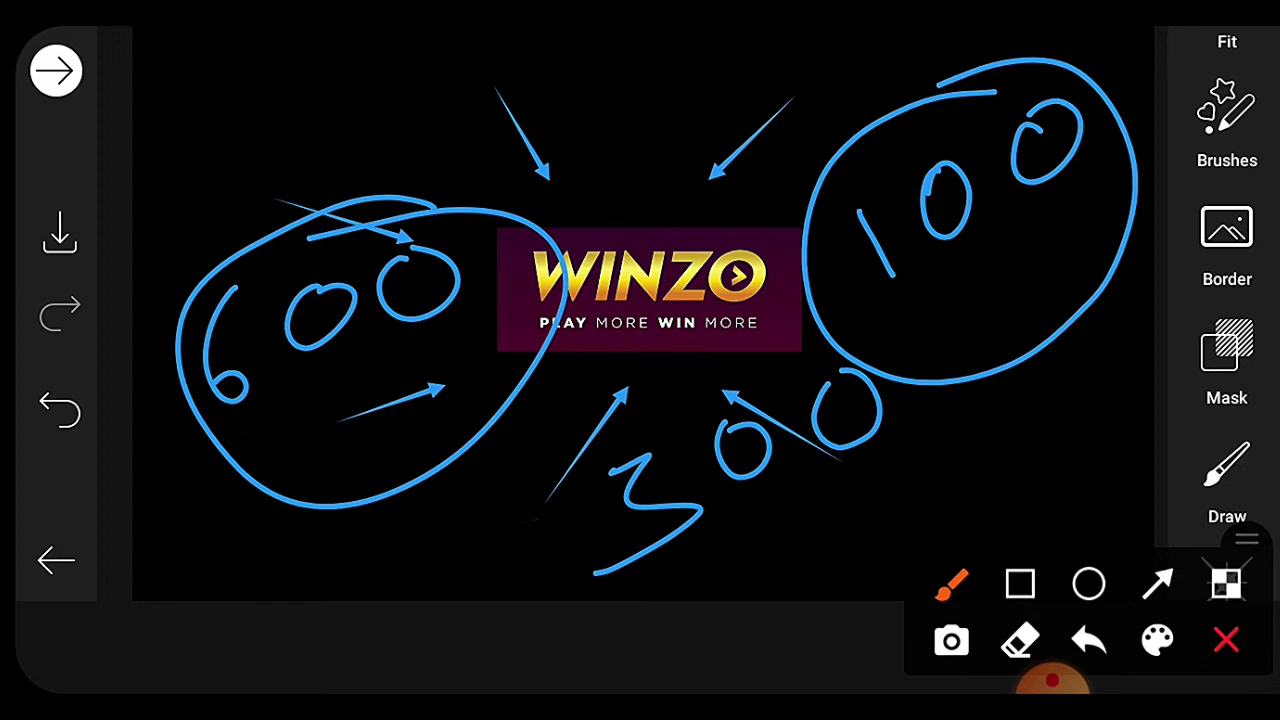 Fit
Brushes
Border
Mask
Draw
100
600
WINZO
PLAY MORE WIN MORE
300